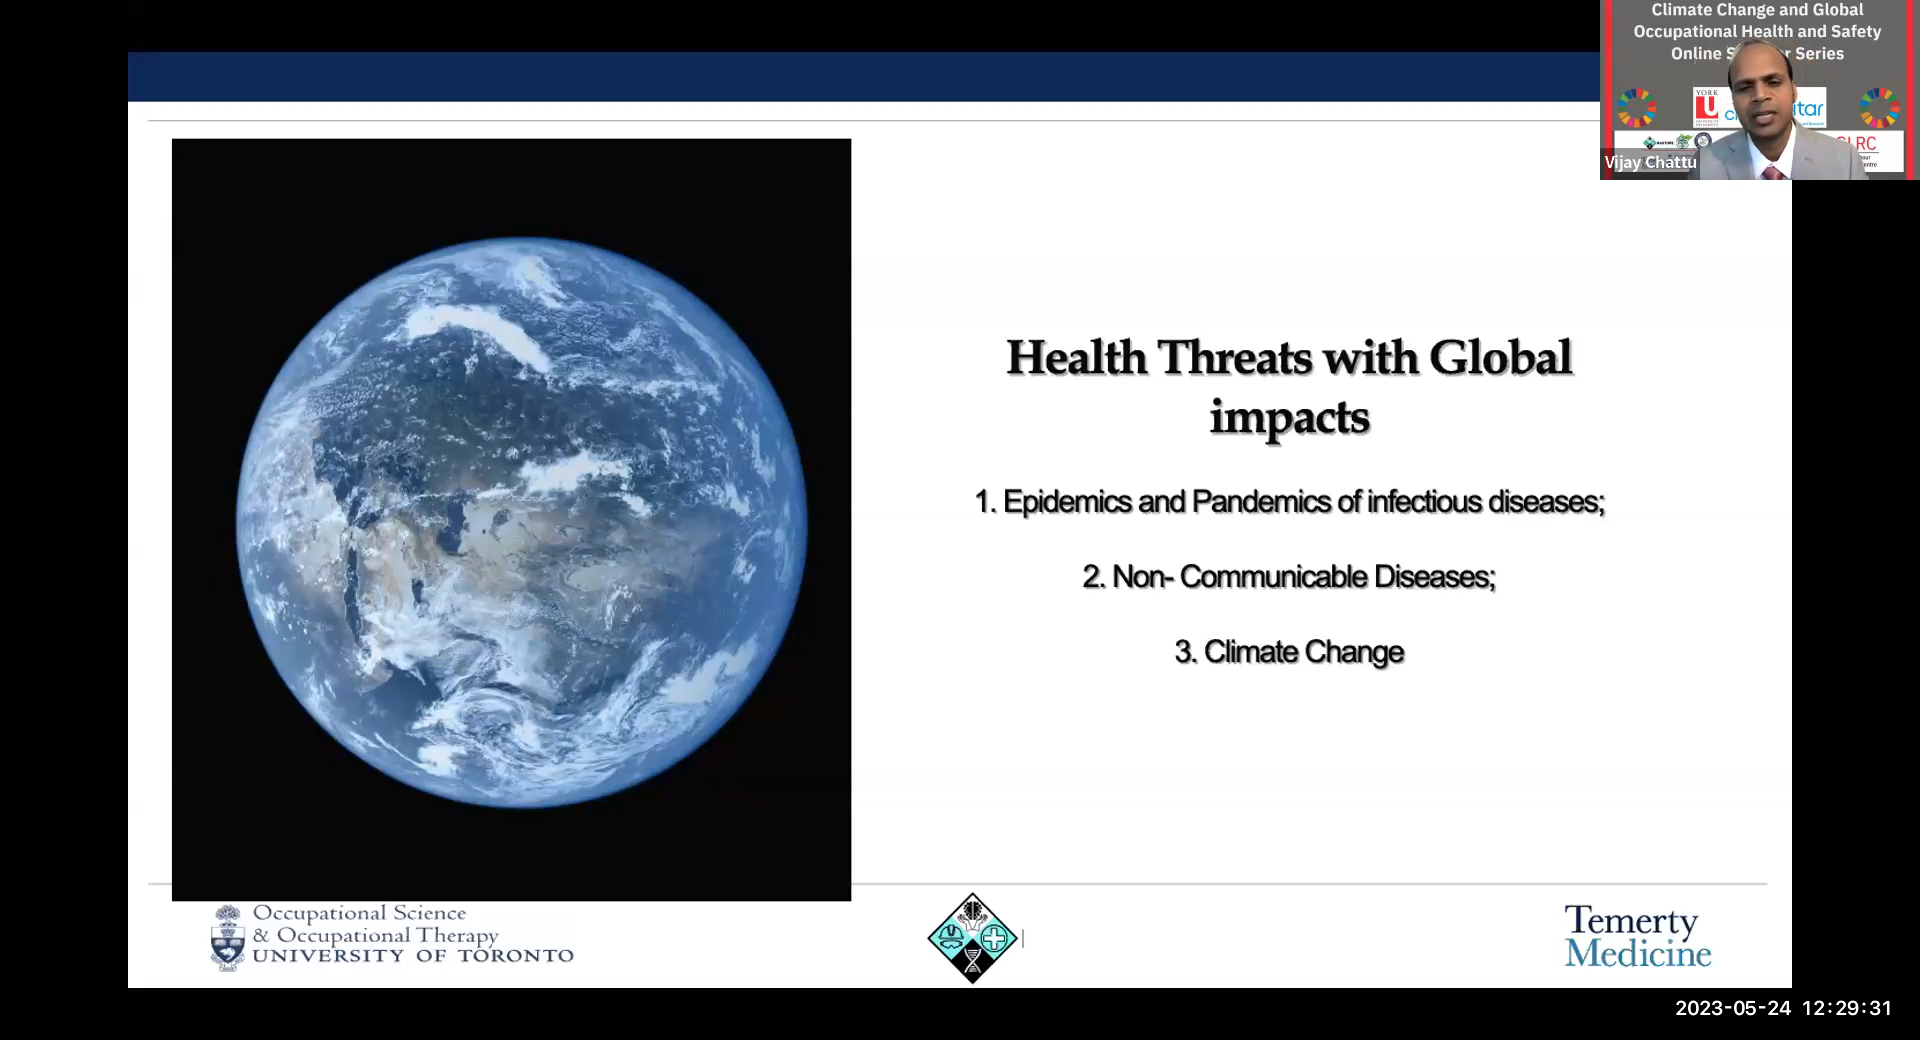 Climate Change and Global
Occupational Health and Safety
Online Series
YORK
U
Vijay Chattu
Health Threats with Global
impacts
1. Epidemics and Pandemics of infectious diseases;
2. Non- Communicable Diseases;
3. Climate Change
Occupational Science
& Occupational Therapy
UNIVERSITY OF TORONTO
Temerty
Medicine
2023-05-24 12:29:31